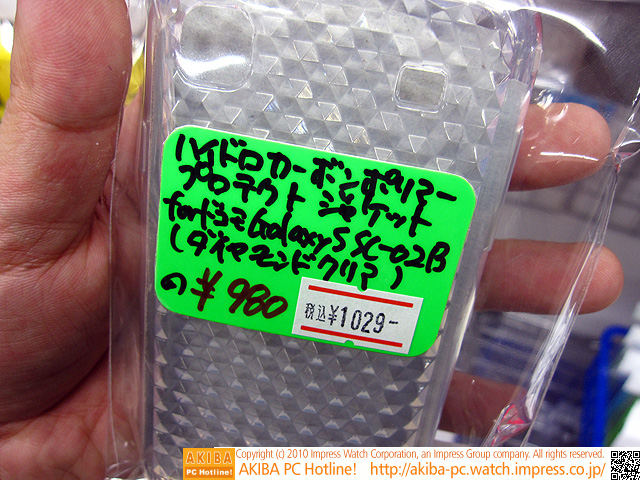 ハイドロカーボンポリマー
プロテクト ジャケット
for ドコモ Galaxy S SC-02B
(ダイヤモンドクリア)
の ¥980
税込¥1029-
AKIBA
PC Hotline!
Copyright (c) 2010 Impress Watch Corporation, an Impress Group company. All rights reserved.
AKIBA PC Hotline! http://akiba-pc.watch.impress.co.jp/